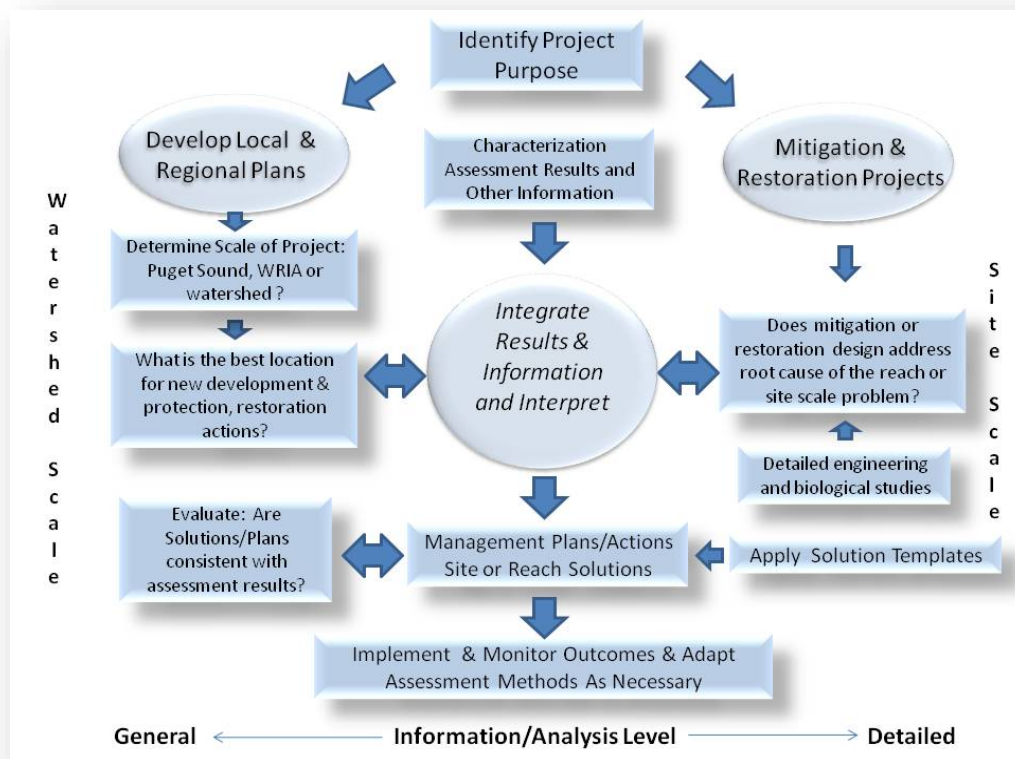 Identify Project
Purpose
Develop Local &
Regional Plans
Characterization
Assessment Results and
Other Information
Mitigation &
Restoration Projects
Watershed Scale
Determine Scale of Project:
Puget Sound, WRIA or
watershed ?
Integrate
Results &
Information
and Interpret
Site Scale
What is the best location
for new development &
protection, restoration
actions?
Does mitigation or
restoration design address
root cause of the reach or
site scale problem?
Detailed engineering
and biological studies
Evaluate: Are
Solutions/Plans
consistent with
assessment results?
Management Plans/Actions
Site or Reach Solutions
Apply Solution Templates
Implement & Monitor Outcomes & Adapt
Assessment Methods As Necessary
General Information/Analysis Level Detailed